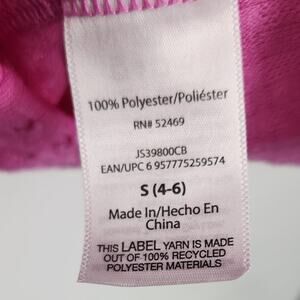 100% Polyester/Poliéster
RN# 52469
JS39800CB
EAN/UPC 6 957775259574
S (4-6)
Made In/Hecho En
China
THIS LABEL YARN IS MADE
OUT OF 100% RECYCLED
POLYESTER MATERIALS